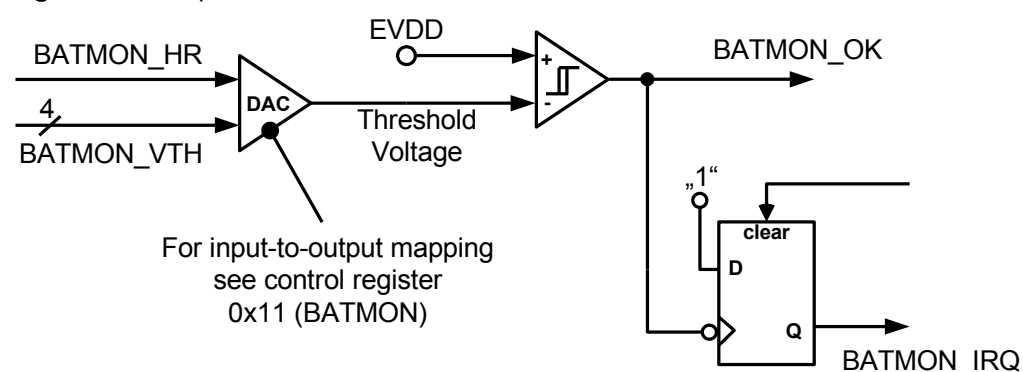 EVDD
BATMON_HR
BATMON_OK
+
DAC
-
4
Threshold
Voltage
BATMON_VTH
„1“
clear
For input-to-output mapping
see control register
0x11 (BATMON)
D
Q
BATMON_IRQ